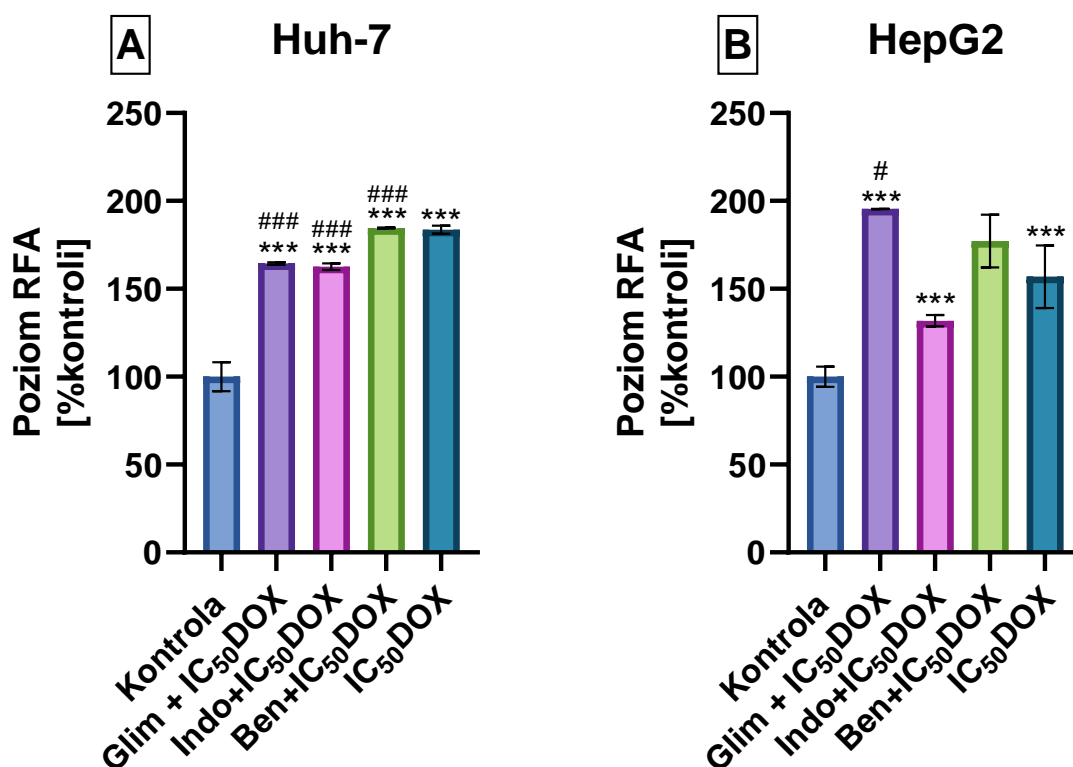 A
Huh-7
Poziom RFA
[%kontroli]
250
200
150
100
50
0
###
***
###
***
###
***
***
Kontrola
Glim + IC₅₀DOX
Indo+IC₅₀DOX
Ben+IC₅₀DOX
IC₅₀DOX
B
HepG2
Poziom RFA
[%kontroli]
250
200
150
100
50
0
#
***
***
***
Kontrola
Glim + IC₅₀DOX
Indo+IC₅₀DOX
Ben+IC₅₀DOX
IC₅₀DOX